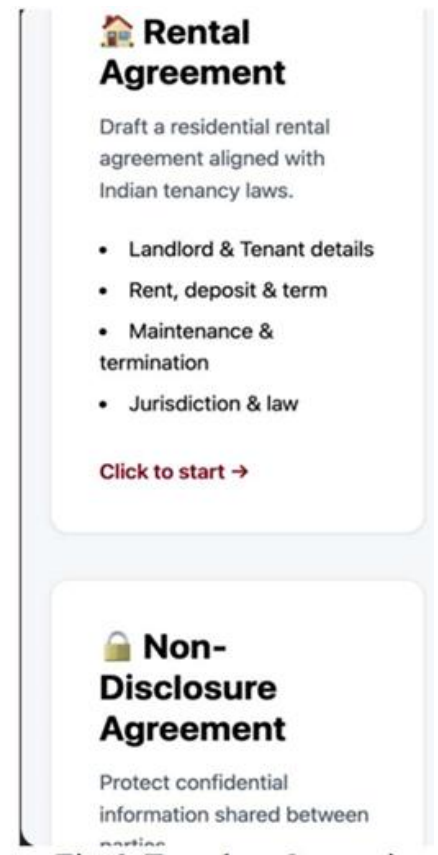 🏠 Rental
Agreement
Draft a residential rental
agreement aligned with
Indian tenancy laws.
• Landlord & Tenant details
• Rent, deposit & term
• Maintenance &
termination
• Jurisdiction & law
Click to start →
🔒 Non-
Disclosure
Agreement
Protect confidential
information shared between
parties